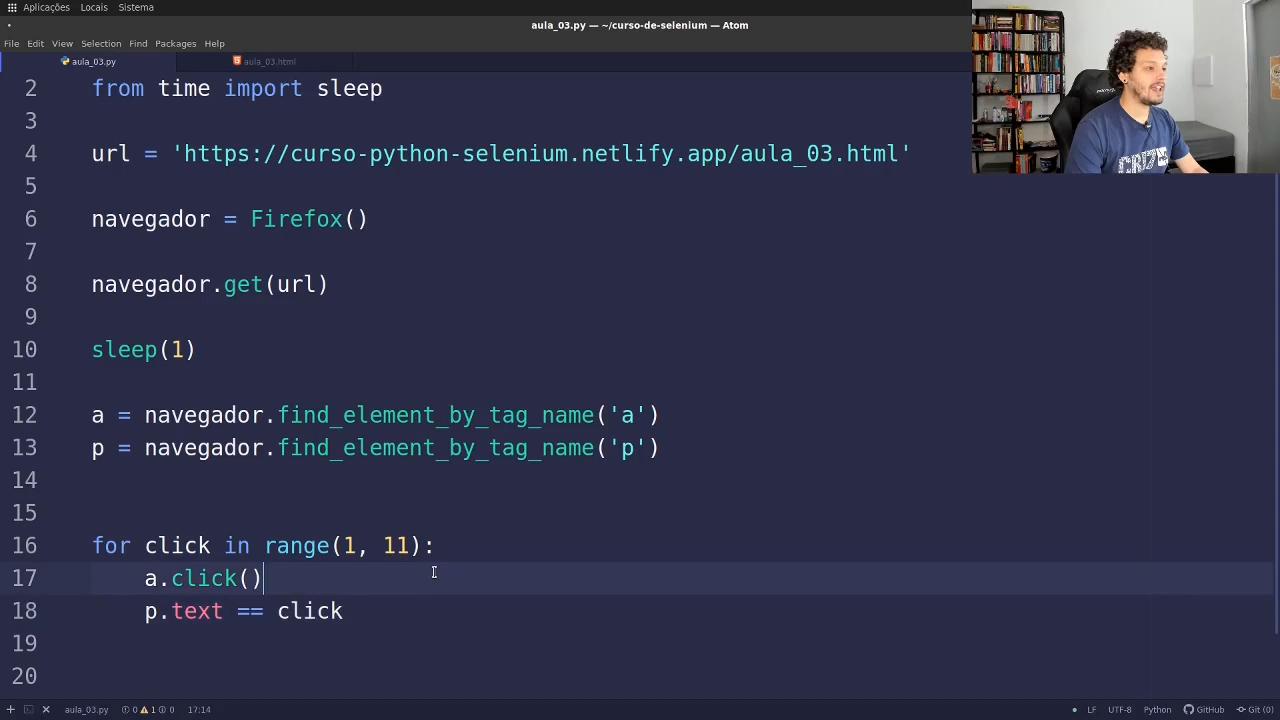 Aplicações Locais Sistema
aula_03.py — ~/curso-de-selenium — Atom
File Edit View Selection Find Packages Help
aula_03.py aula_03.html
2 from time import sleep
3
4 url = 'https://curso-python-selenium.netlify.app/aula_03.html'
5
6 navegador = Firefox()
7
8 navegador.get(url)
9
10 sleep(1)
11
12 a = navegador.find_element_by_tag_name('a')
13 p = navegador.find_element_by_tag_name('p')
14
15
16 for click in range(1, 11):
17     a.click()
18     p.text == click
19
20
aula_03.py 0 1 0 17:14 LF UTF-8 Python GitHub Git (0)